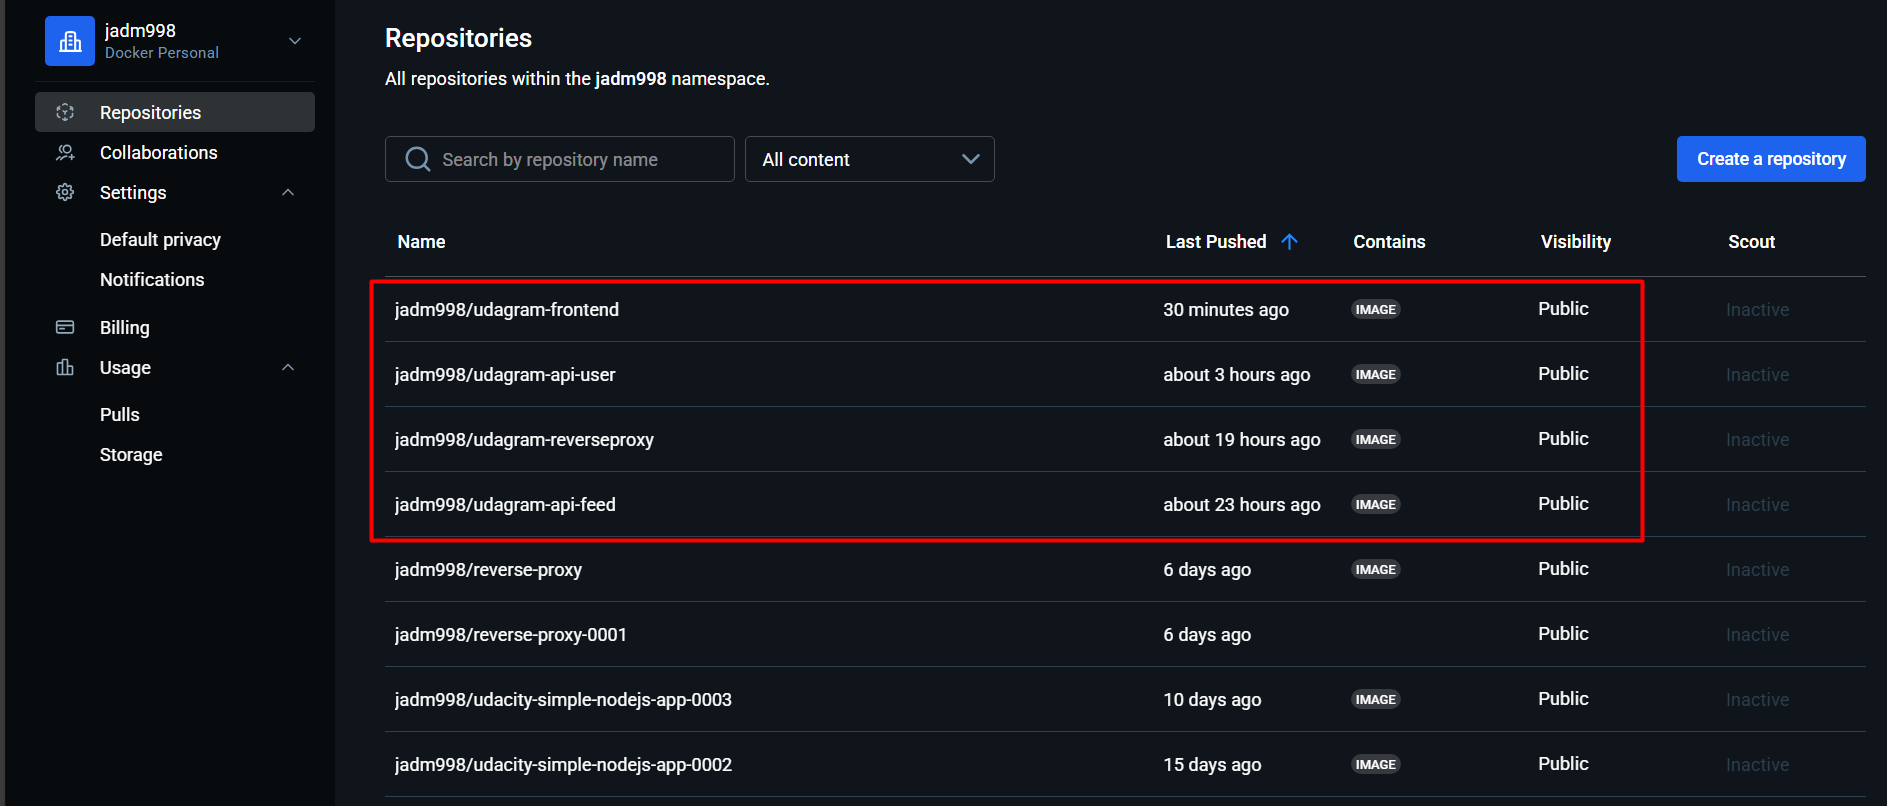 jadm998
Docker Personal
Repositories
Collaborations
Settings
Default privacy
Notifications
Billing
Usage
Pulls
Storage
Repositories
All repositories within the jadm998 namespace.
Search by repository name
All content
Create a repository
Name Last Pushed Contains Visibility Scout
jadm998/udagram-frontend 30 minutes ago IMAGE Public Inactive
jadm998/udagram-api-user about 3 hours ago IMAGE Public Inactive
jadm998/udagram-reverseproxy about 19 hours ago IMAGE Public Inactive
jadm998/udagram-api-feed about 23 hours ago IMAGE Public Inactive
jadm998/reverse-proxy 6 days ago IMAGE Public Inactive
jadm998/reverse-proxy-0001 6 days ago Public Inactive
jadm998/udacity-simple-nodejs-app-0003 10 days ago IMAGE Public Inactive
jadm998/udacity-simple-nodejs-app-0002 15 days ago IMAGE Public Inactive